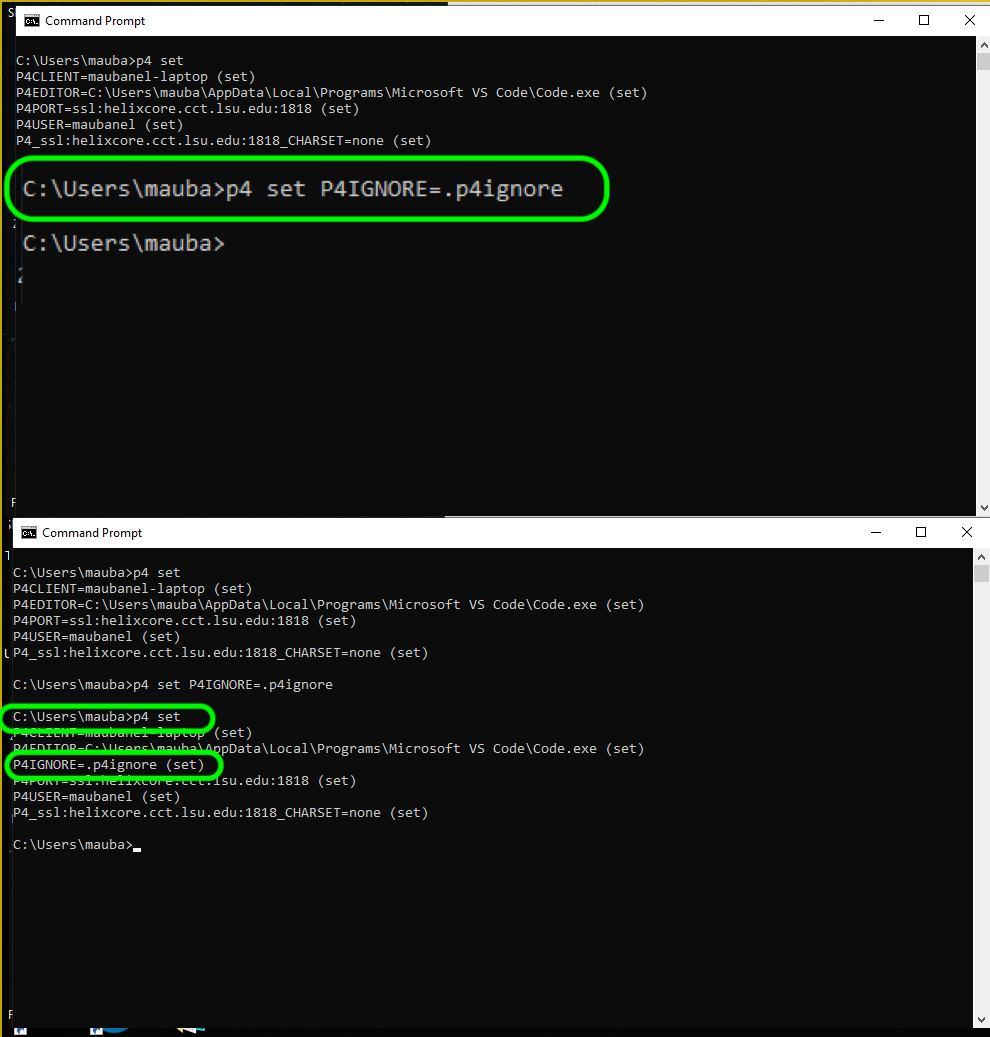 Command Prompt
C:\Users\mauba>p4 set
P4CLIENT=maubanel-laptop (set)
P4EDITOR=C:\Users\mauba\AppData\Local\Programs\Microsoft VS Code\Code.exe (set)
P4PORT=ssl:helixcore.cct.lsu.edu:1818 (set)
P4USER=maubanel (set)
P4_ssl:helixcore.cct.lsu.edu:1818_CHARSET=none (set)
C:\Users\mauba>p4 set P4IGNORE=.p4ignore
C:\Users\mauba>
Command Prompt
C:\Users\mauba>p4 set
P4CLIENT=maubanel-laptop (set)
P4EDITOR=C:\Users\mauba\AppData\Local\Programs\Microsoft VS Code\Code.exe (set)
P4PORT=ssl:helixcore.cct.lsu.edu:1818 (set)
P4USER=maubanel (set)
P4_ssl:helixcore.cct.lsu.edu:1818_CHARSET=none (set)
C:\Users\mauba>p4 set P4IGNORE=.p4ignore
C:\Users\mauba>p4 set
P4CLIENT=maubanel-laptop (set)
P4EDITOR=C:\Users\mauba\AppData\Local\Programs\Microsoft VS Code\Code.exe (set)
P4IGNORE=.p4ignore (set)
P4PORT=ssl:helixcore.cct.lsu.edu:1818 (set)
P4USER=maubanel (set)
P4_ssl:helixcore.cct.lsu.edu:1818_CHARSET=none (set)
C:\Users\mauba>